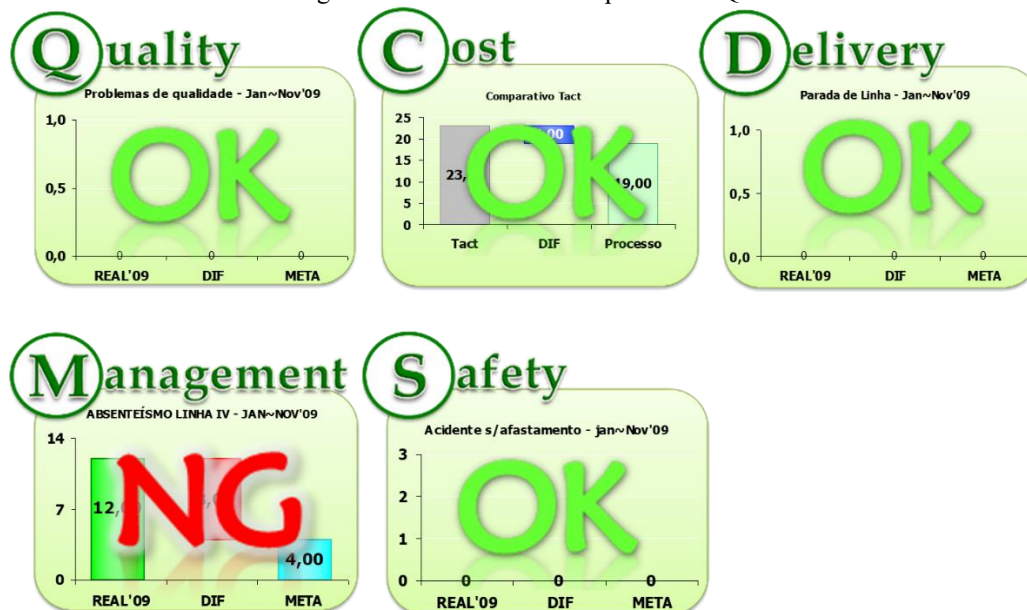 Quality
Problemas de qualidade - Jan~Nov'09
1,0
OK
0,5
0,0
0 0 0
REAL'09 DIF META
Cost
Comparativo Tact
25
20
15
10
5
0
OK
19,00
Tact DIF Processo
Delivery
Parada de Linha - Jan~Nov'09
1,0
OK
0,5
0,0
0 0 0
REAL'09 DIF META
Management
ABSENTEÍSMO LINHA IV - JAN~NOV'09
14
NG
7
4,00
0
REAL'09 DIF META
Safety
Acidente s/afastamento - jan~Nov'09
3
OK
2
1
0
0 0 0
REAL'09 DIF META